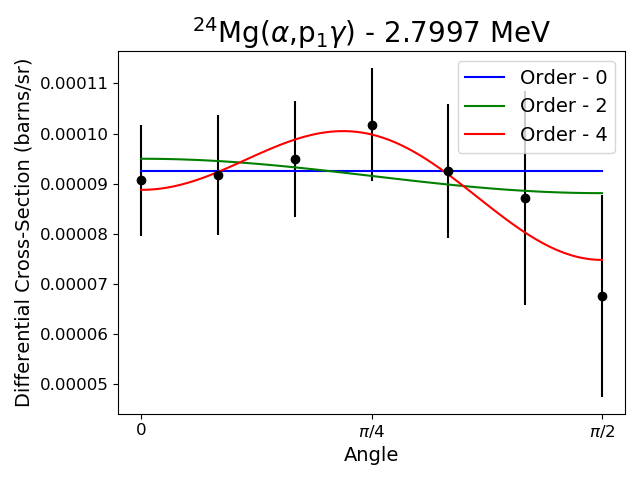 ²⁴Mg(α,p₁γ) - 2.7997 MeV
Differential Cross-Section (barns/sr)
0.00011
0.00010
0.00009
0.00008
0.00007
0.00006
0.00005
Order - 0
Order - 2
Order - 4
0
π/4
π/2
Angle